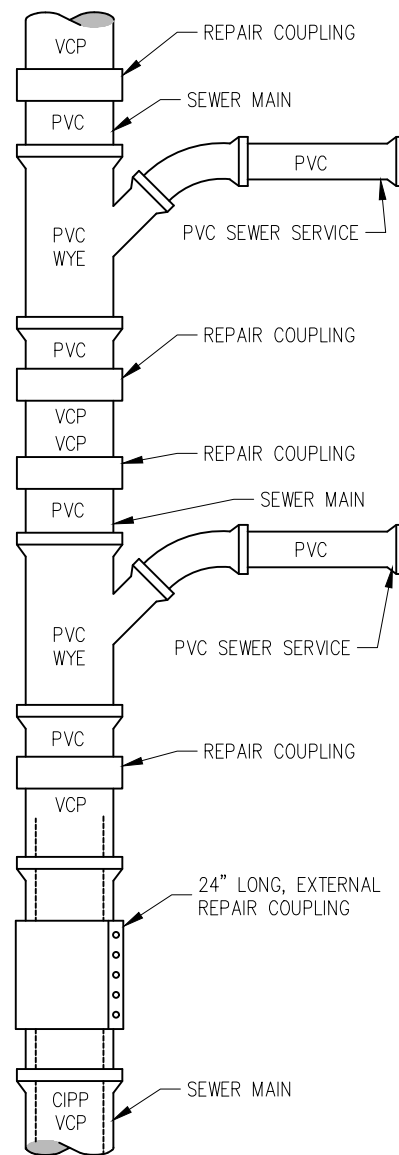 VCP
REPAIR COUPLING
PVC
SEWER MAIN
PVC
PVC SEWER SERVICE
PVC
WYE
PVC
REPAIR COUPLING
VCP
VCP
REPAIR COUPLING
PVC
SEWER MAIN
PVC
PVC
WYE
PVC SEWER SERVICE
PVC
REPAIR COUPLING
VCP
24" LONG, EXTERNAL
REPAIR COUPLING
CIPP
VCP
SEWER MAIN